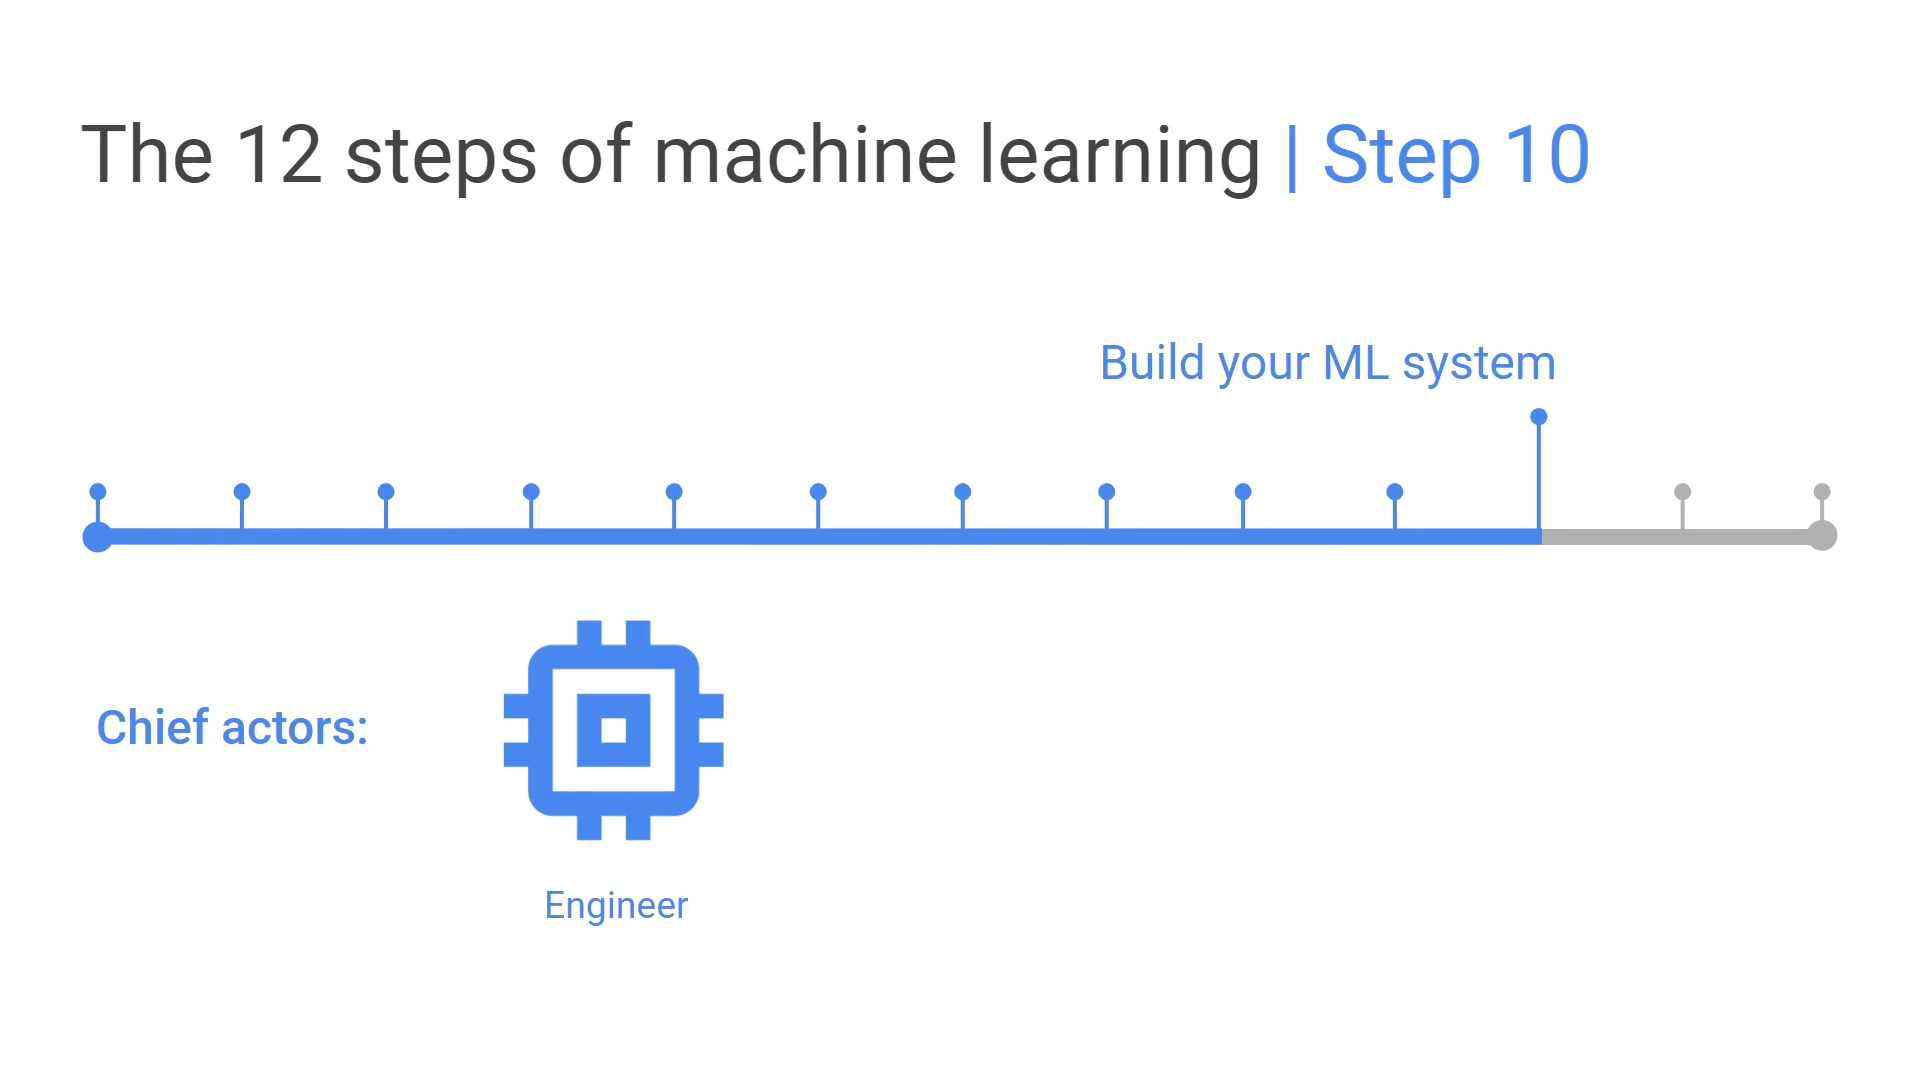 The 12 steps of machine learning | Step 10
Build your ML system
Chief actors:
Engineer